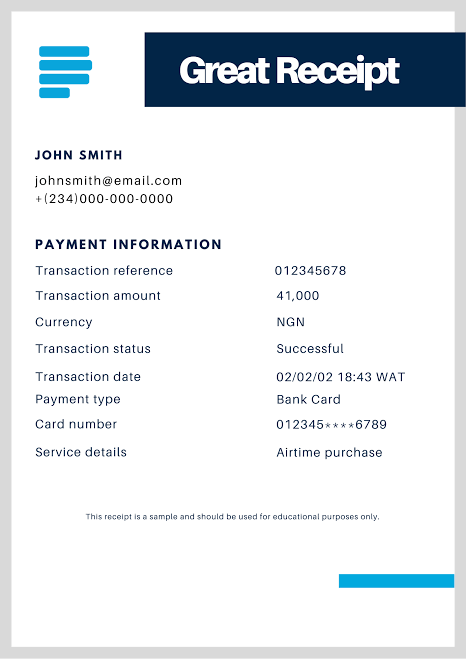 Great Receipt
JOHN SMITH
johnsmith@email.com
+(234)000-000-0000
PAYMENT INFORMATION
Transaction reference 012345678
Transaction amount 41,000
Currency NGN
Transaction status Successful
Transaction date 02/02/02 18:43 WAT
Payment type Bank Card
Card number 012345****6789
Service details Airtime purchase
This receipt is a sample and should be used for educational purposes only.